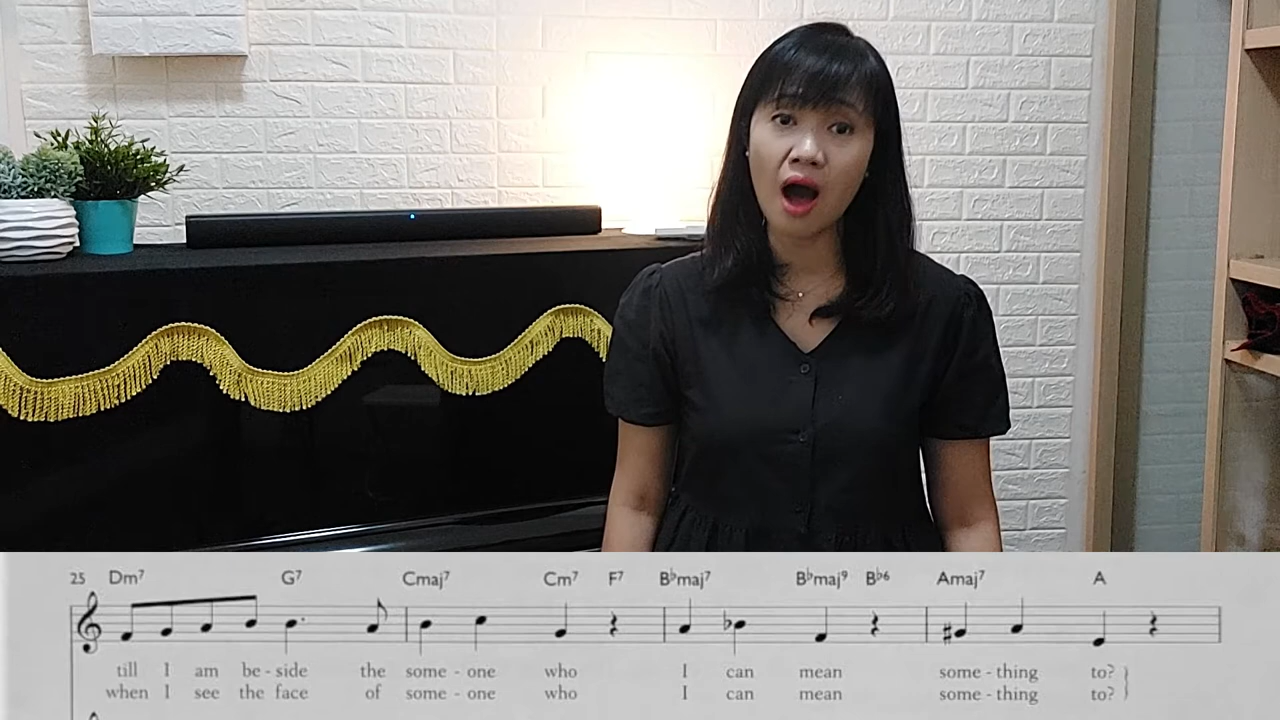 25 Dm7 G7 Cmaj7 Cm7 F7 B♭maj7 B♭maj9 B♭6 Amaj7 A
till I am be - side the some - one who I can mean some - thing to?
when I see the face of some - one who I can mean some - thing to?